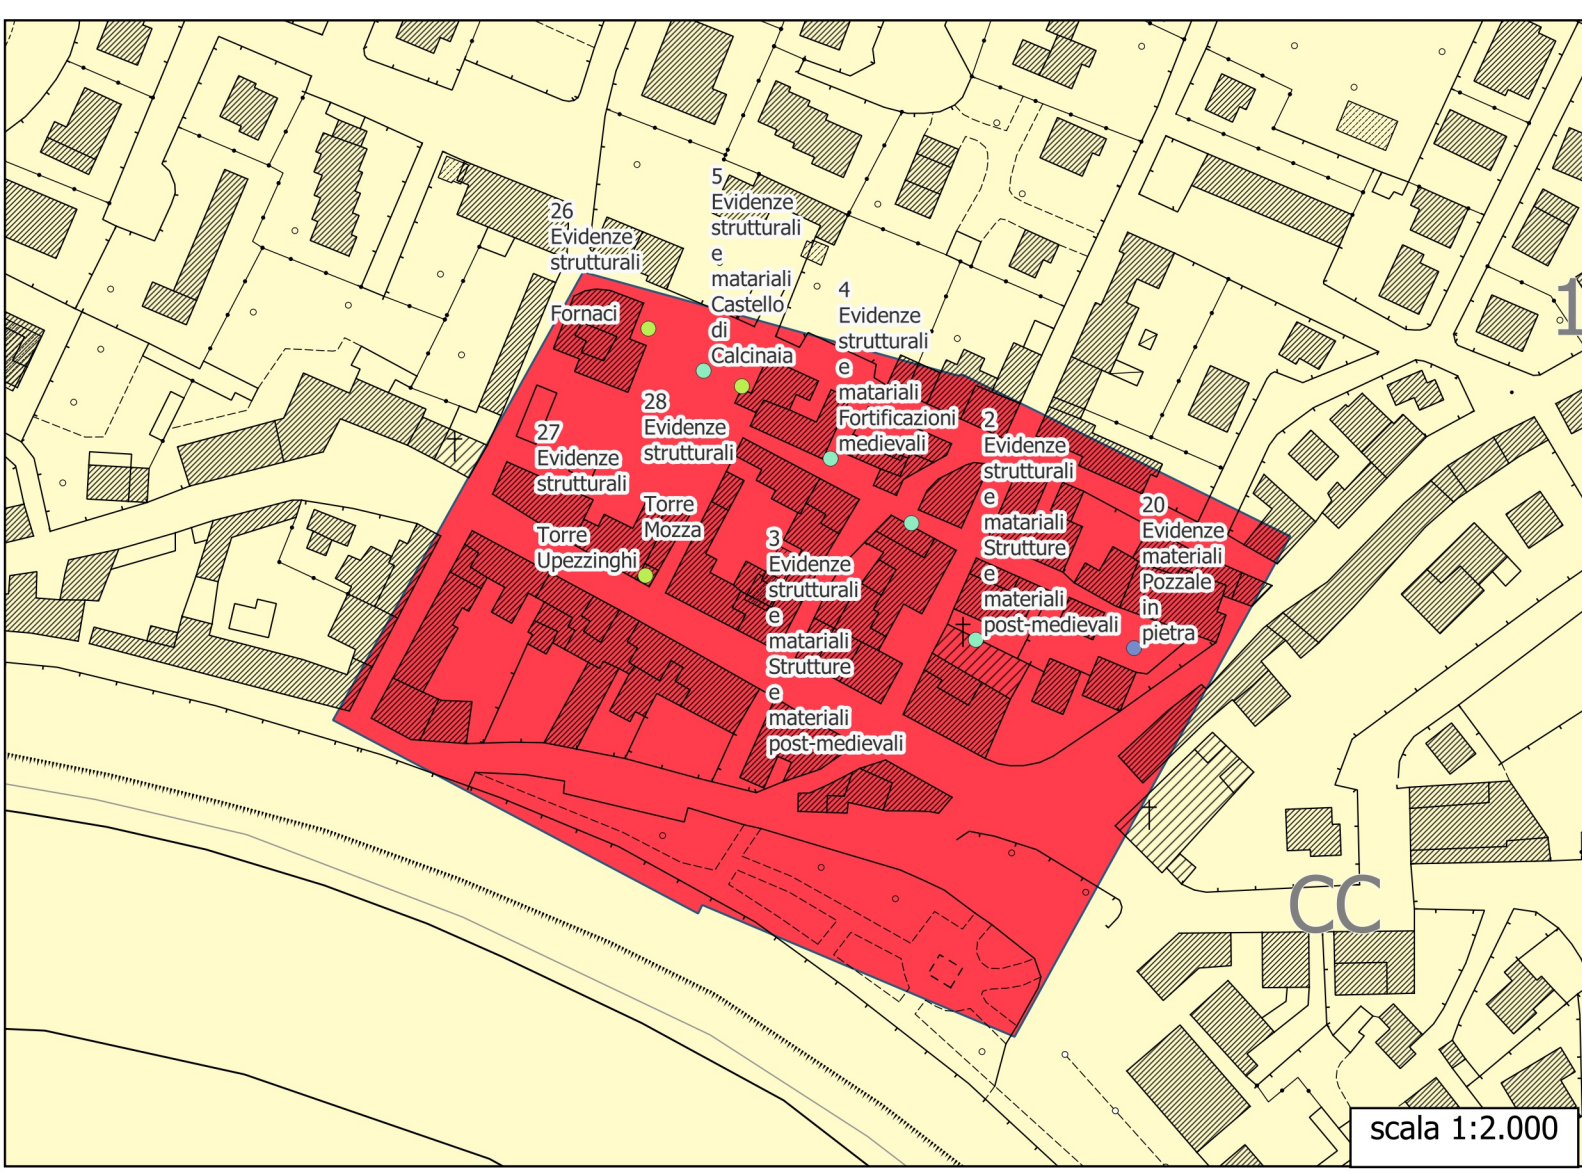 5
Evidenze
strutturali
e
matariali
Castello
di
Calcinaia
26
Evidenze
strutturali
Fornaci
4
Evidenze
strutturali
e
matariali
Fortificazioni
medievali
28
Evidenze
strutturali
Torre
Mozza
27
Evidenze
strutturali
Torre
Upezzinghi
2
Evidenze
strutturali
e
matariali
Strutture
e
materiali
post-medievali
20
Evidenze
materiali
Pozzale
in
pietra
3
Evidenze
strutturali
e
matariali
Strutture
e
materiali
post-medievali
1
CC
scala 1:2.000